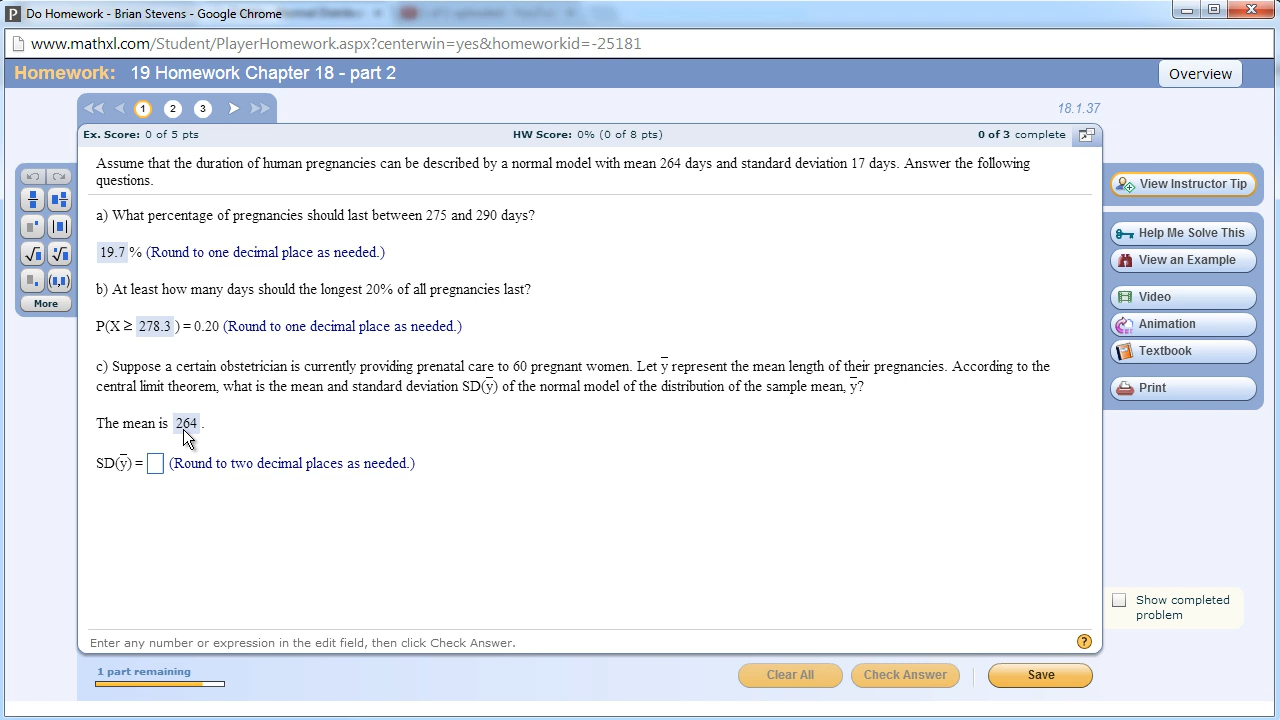 Do Homework - Brian Stevens - Google Chrome
www.mathxl.com/Student/PlayerHomework.aspx?centerwin=yes&homeworkid=-25181
Homework: 19 Homework Chapter 18 - part 2
Overview
1 2 3
18.1.37
Ex. Score: 0 of 5 pts
HW Score: 0% (0 of 8 pts)
0 of 3 complete
Assume that the duration of human pregnancies can be described by a normal model with mean 264 days and standard deviation 17 days. Answer the following
questions.
a) What percentage of pregnancies should last between 275 and 290 days?
19.7 % (Round to one decimal place as needed.)
b) At least how many days should the longest 20% of all pregnancies last?
P(X ≥ 278.3 ) = 0.20 (Round to one decimal place as needed.)
c) Suppose a certain obstetrician is currently providing prenatal care to 60 pregnant women. Let y̅ represent the mean length of their pregnancies. According to the
central limit theorem, what is the mean and standard deviation SD(y̅) of the normal model of the distribution of the sample mean, y̅?
The mean is 264 .
SD(y̅) = (Round to two decimal places as needed.)
More
View Instructor Tip
Help Me Solve This
View an Example
Video
Animation
Textbook
Print
Show completed
problem
Enter any number or expression in the edit field, then click Check Answer.
?
1 part remaining
Clear All
Check Answer
Save